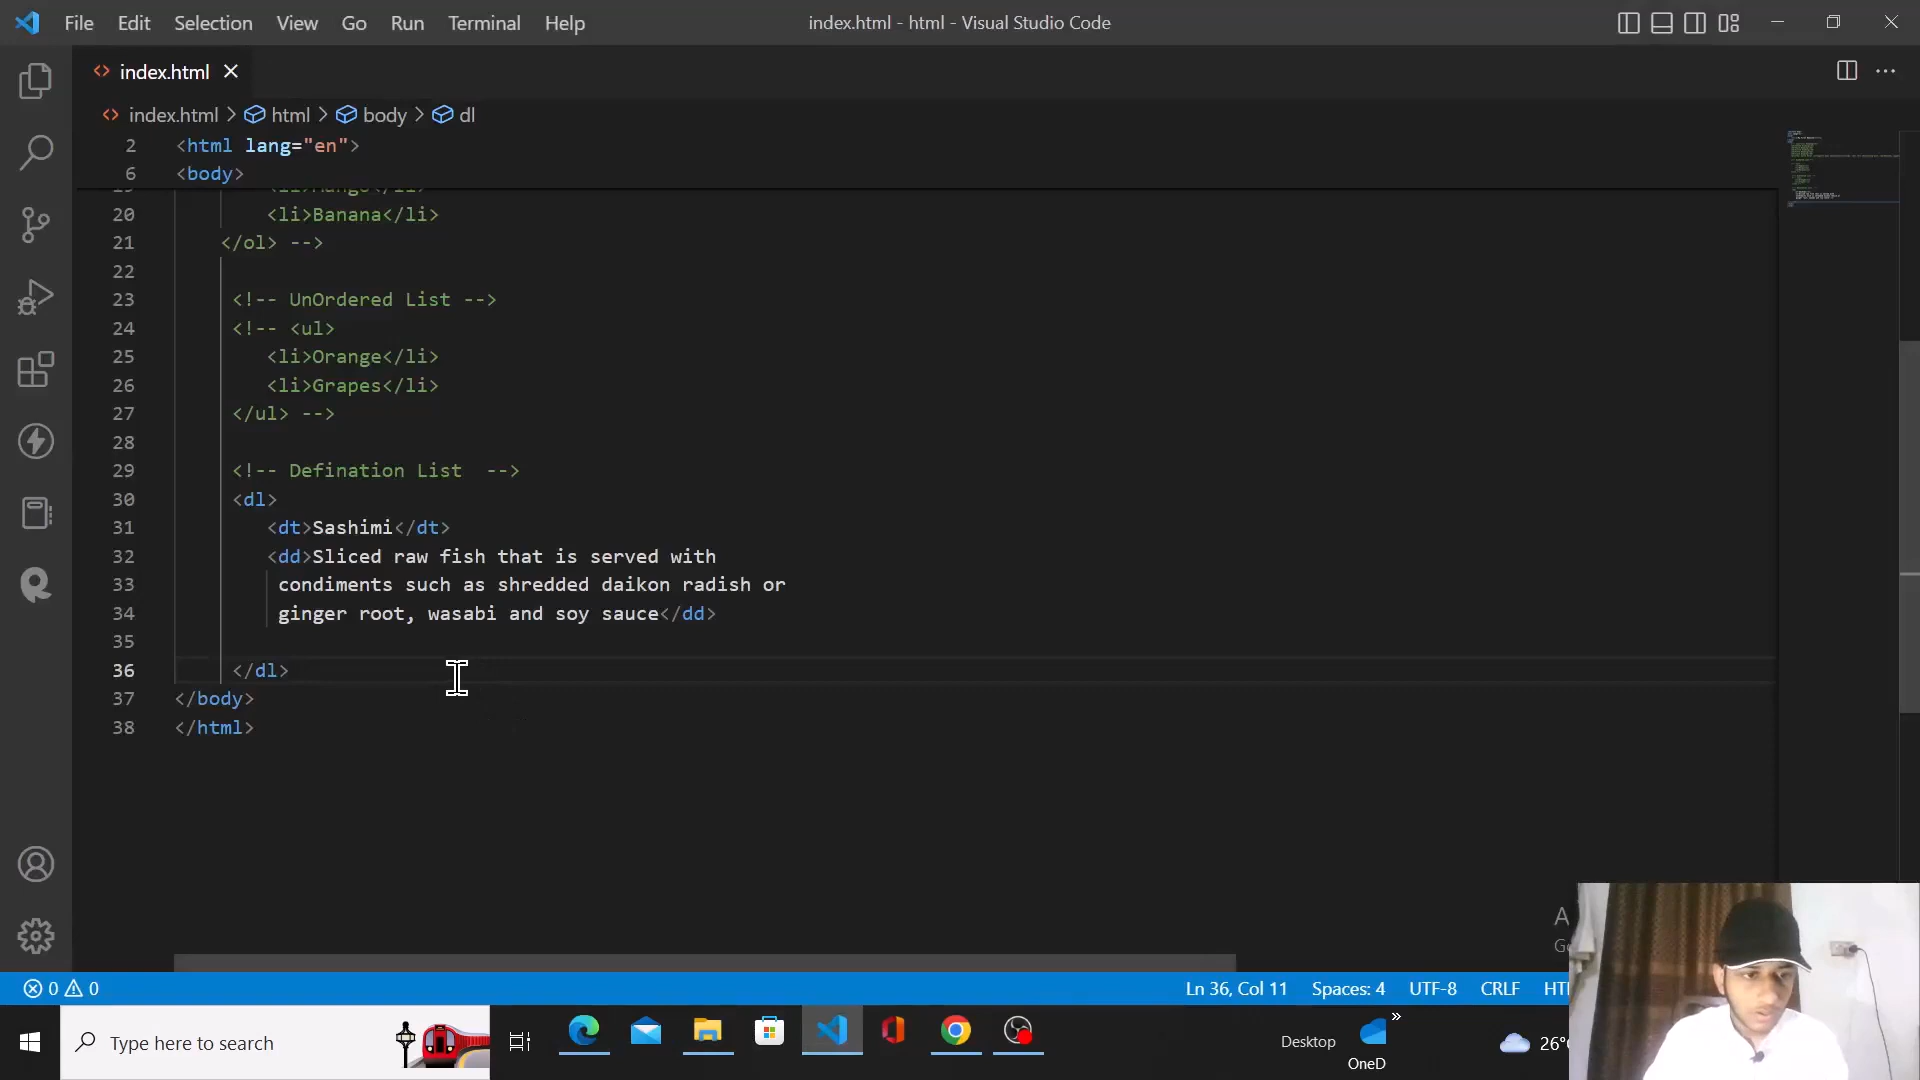 File Edit Selection View Go Run Terminal Help index.html - html - Visual Studio Code
index.html
index.html > html > body > dl
2 <html lang="en">
6 <body>
20 <li>Banana</li>
21 </ol> -->
22
23 <!-- UnOrdered List -->
24 <!-- <ul>
25 <li>Orange</li>
26 <li>Grapes</li>
27 </ul> -->
28
29 <!-- Defination List  -->
30 <dl>
31 <dt>Sashimi</dt>
32 <dd>Sliced raw fish that is served with
33 condiments such as shredded daikon radish or
34 ginger root, wasabi and soy sauce</dd>
35
36 </dl>
37 </body>
38 </html>
0 0 Ln 36, Col 11 Spaces: 4 UTF-8 CRLF
Type here to search
Desktop
OneD
26°